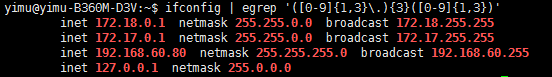 yimu@yimu-B360M-D3V:~$ ifconfig | egrep '([0-9]{1,3}\.){3}([0-9]{1,3})'
inet 172.18.0.1 netmask 255.255.0.0 broadcast 172.18.255.255
inet 172.17.0.1 netmask 255.255.0.0 broadcast 172.17.255.255
inet 192.168.60.80 netmask 255.255.255.0 broadcast 192.168.60.255
inet 127.0.0.1 netmask 255.0.0.0